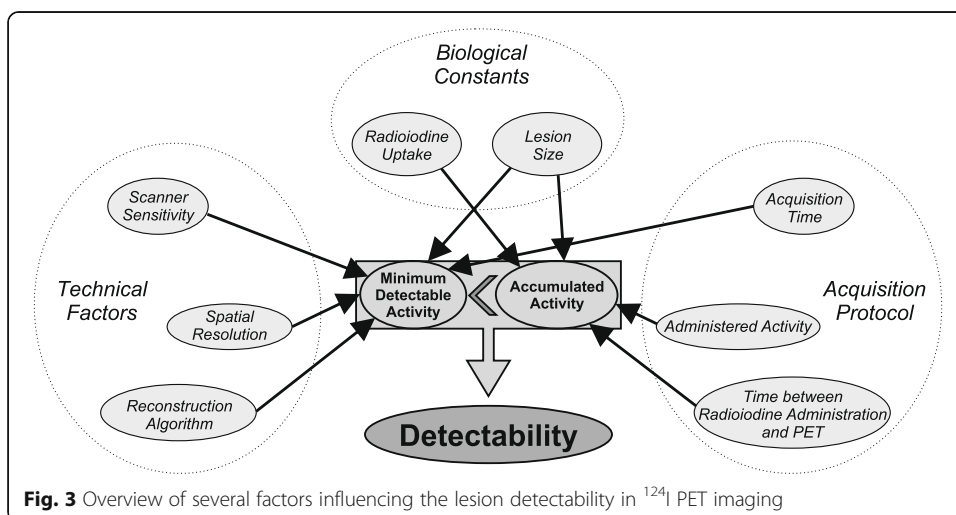 Biological
Constants
Radioiodine
Uptake
Lesion
Size
Scanner
Sensitivity
Acquisition
Time
Technical
Factors
Minimum
Detectable
Activity
<
Accumulated
Activity
Acquisition
Protocol
Spatial
Resolution
Administered Activity
Reconstruction
Algorithm
Time between
Radioiodine Administration
and PET
Detectability
Fig. 3 Overview of several factors influencing the lesion detectability in ¹²⁴I PET imaging